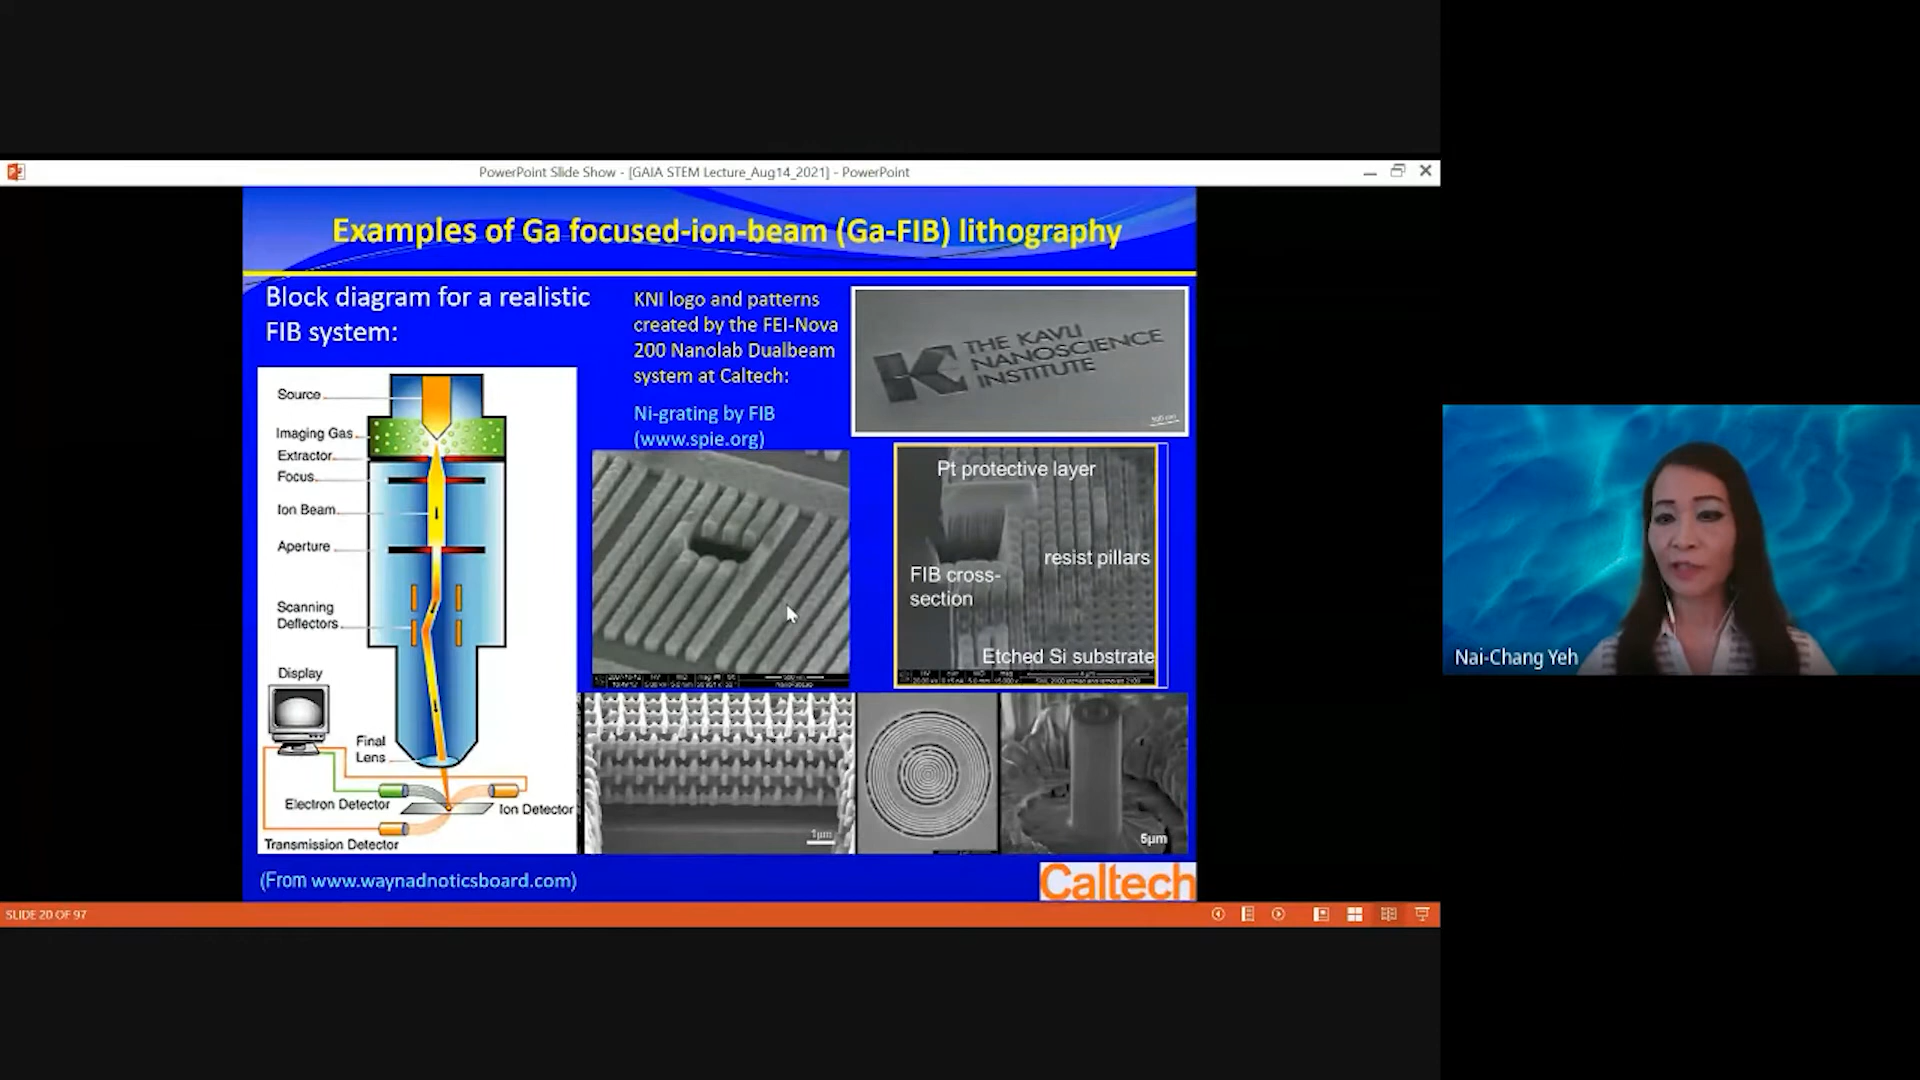 PowerPoint Slide Show - [GAIA STEM Lecture_Aug14_2021] - PowerPoint
Examples of Ga focused-ion-beam (Ga-FIB) lithography
Block diagram for a realistic
FIB system:
Source
Imaging Gas
Extractor
Focus
Ion Beam
Aperture
Scanning
Deflectors
Display
Final
Lens
Electron Detector
Ion Detector
Transmission Detector
(From www.waynadnoticsboard.com)
KNI logo and patterns
created by the FEI-Nova
200 Nanolab Dualbeam
system at Caltech:
Ni-grating by FIB
(www.spie.org)
THE KAVLI
NANOSCIENCE
INSTITUTE
Pt protective layer
resist pillars
FIB cross-
section
Etched Si substrate
1µm
5µm
Caltech
SLIDE 20 OF 97
Nai-Chang Yeh